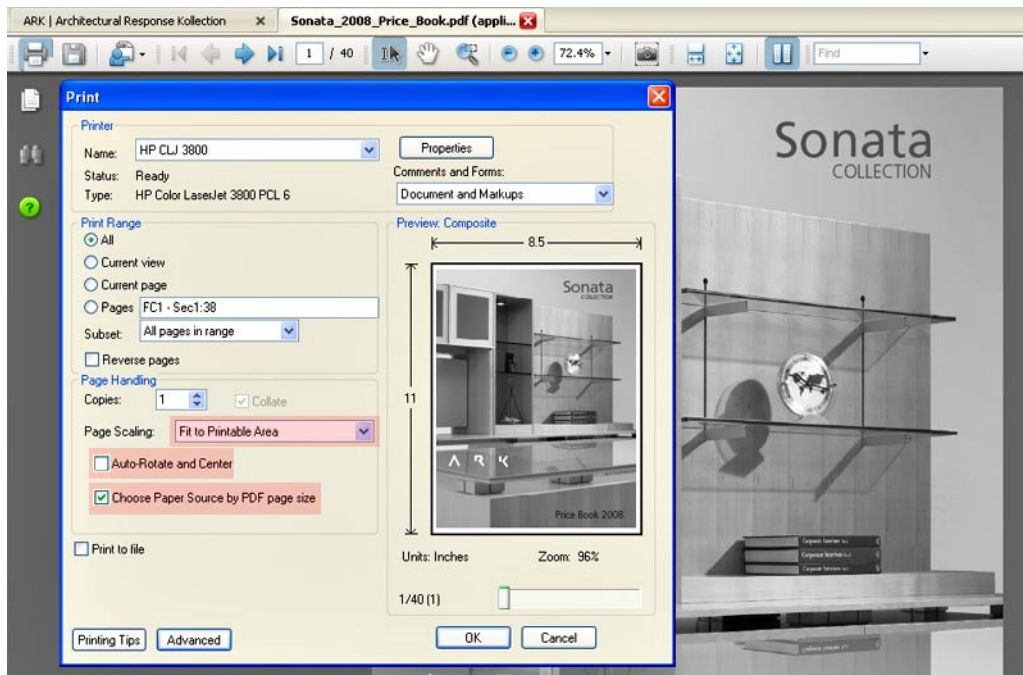 ARK | Architectural Response Kollection
Sonata_2008_Price_Book.pdf (appli...
1 / 40
72.4%
Find
Print
Printer
Name: HP CLJ 3800
Properties
Status: Ready
Comments and Forms:
Type: HP Color LaserJet 3800 PCL 6
Document and Markups
Print Range
All
Current view
Current page
Pages FC1 - Sec1:38
Subset: All pages in range
Reverse pages
Page Handling
Copies: 1
Collate
Page Scaling: Fit to Printable Area
Auto-Rotate and Center
Choose Paper Source by PDF page size
Print to file
Preview: Composite
8.5
11
Sonata
COLLECTION
ARK
Price Book 2008
Units: Inches Zoom: 96%
1/40 (1)
Printing Tips
Advanced
OK
Cancel
Sonata
COLLECTION